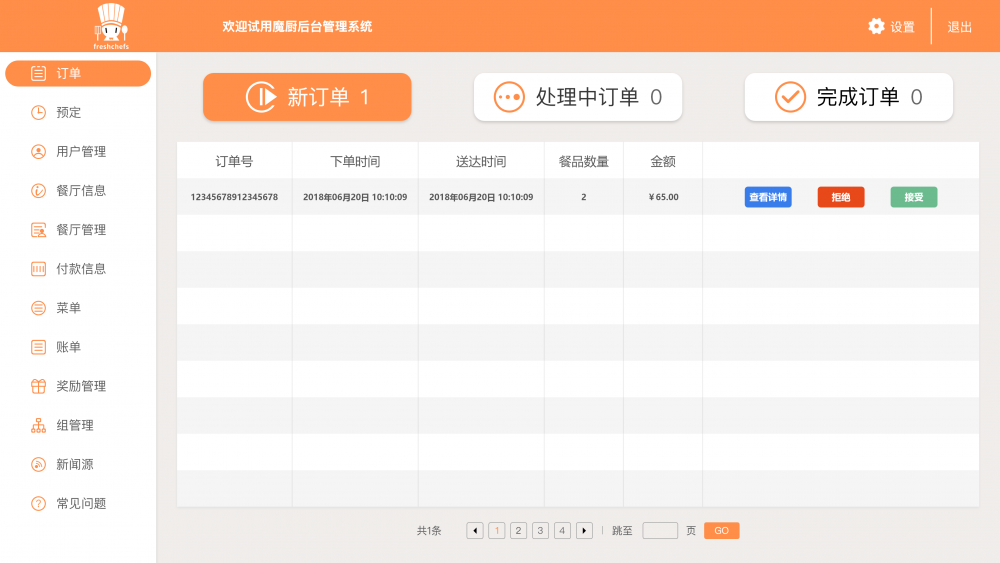 freshchefs
欢迎试用魔厨后台管理系统
设置
退出
订单
预定
用户管理
餐厅信息
餐厅管理
付款信息
菜单
账单
奖励管理
组管理
新闻源
常见问题
新订单 1
处理中订单 0
完成订单 0
订单号 下单时间 送达时间 餐品数量 金额
12345678912345678 2018年06月20日 10:10:09 2018年06月20日 10:10:09 2 ￥65.00 查看详情 拒绝 接受
共1条 1 2 3 4 跳至 页 GO